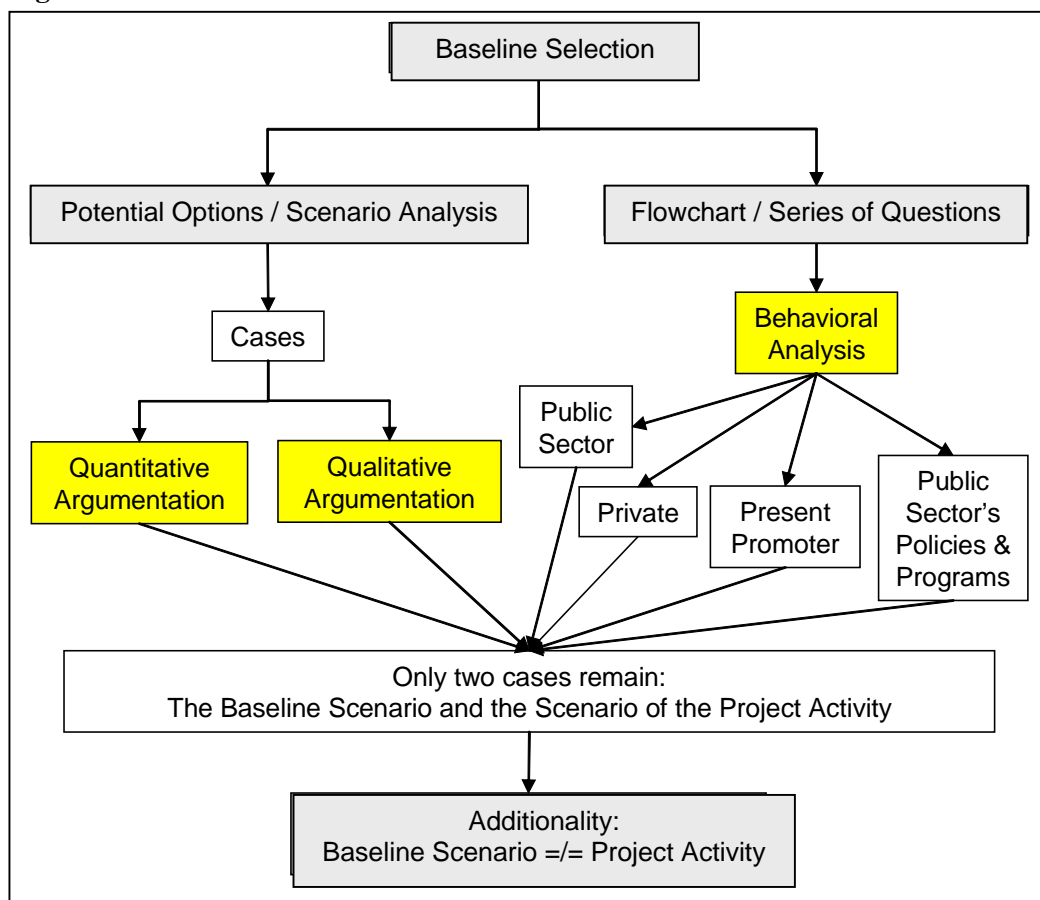 Baseline Selection
Potential Options / Scenario Analysis
Flowchart / Series of Questions
Cases
Behavioral
Analysis
Quantitative
Argumentation
Qualitative
Argumentation
Public
Sector
Private
Present
Promoter
Public
Sector's
Policies &
Programs
Only two cases remain:
The Baseline Scenario and the Scenario of the Project Activity
Additionality:
Baseline Scenario =/= Project Activity